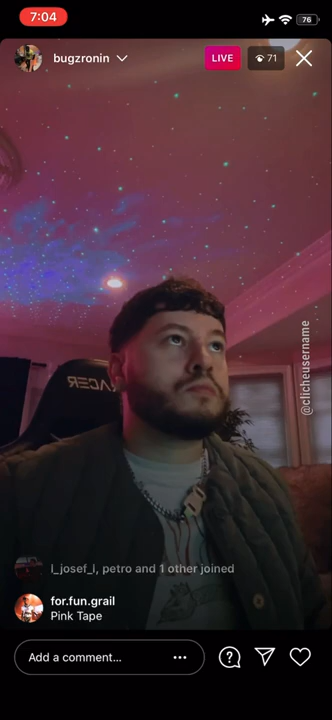 7:04
76
bugzronin
LIVE
71
@clicheusername
l_josef_l, petro and 1 other joined
for.fun.grail
Pink Tape
Add a comment...